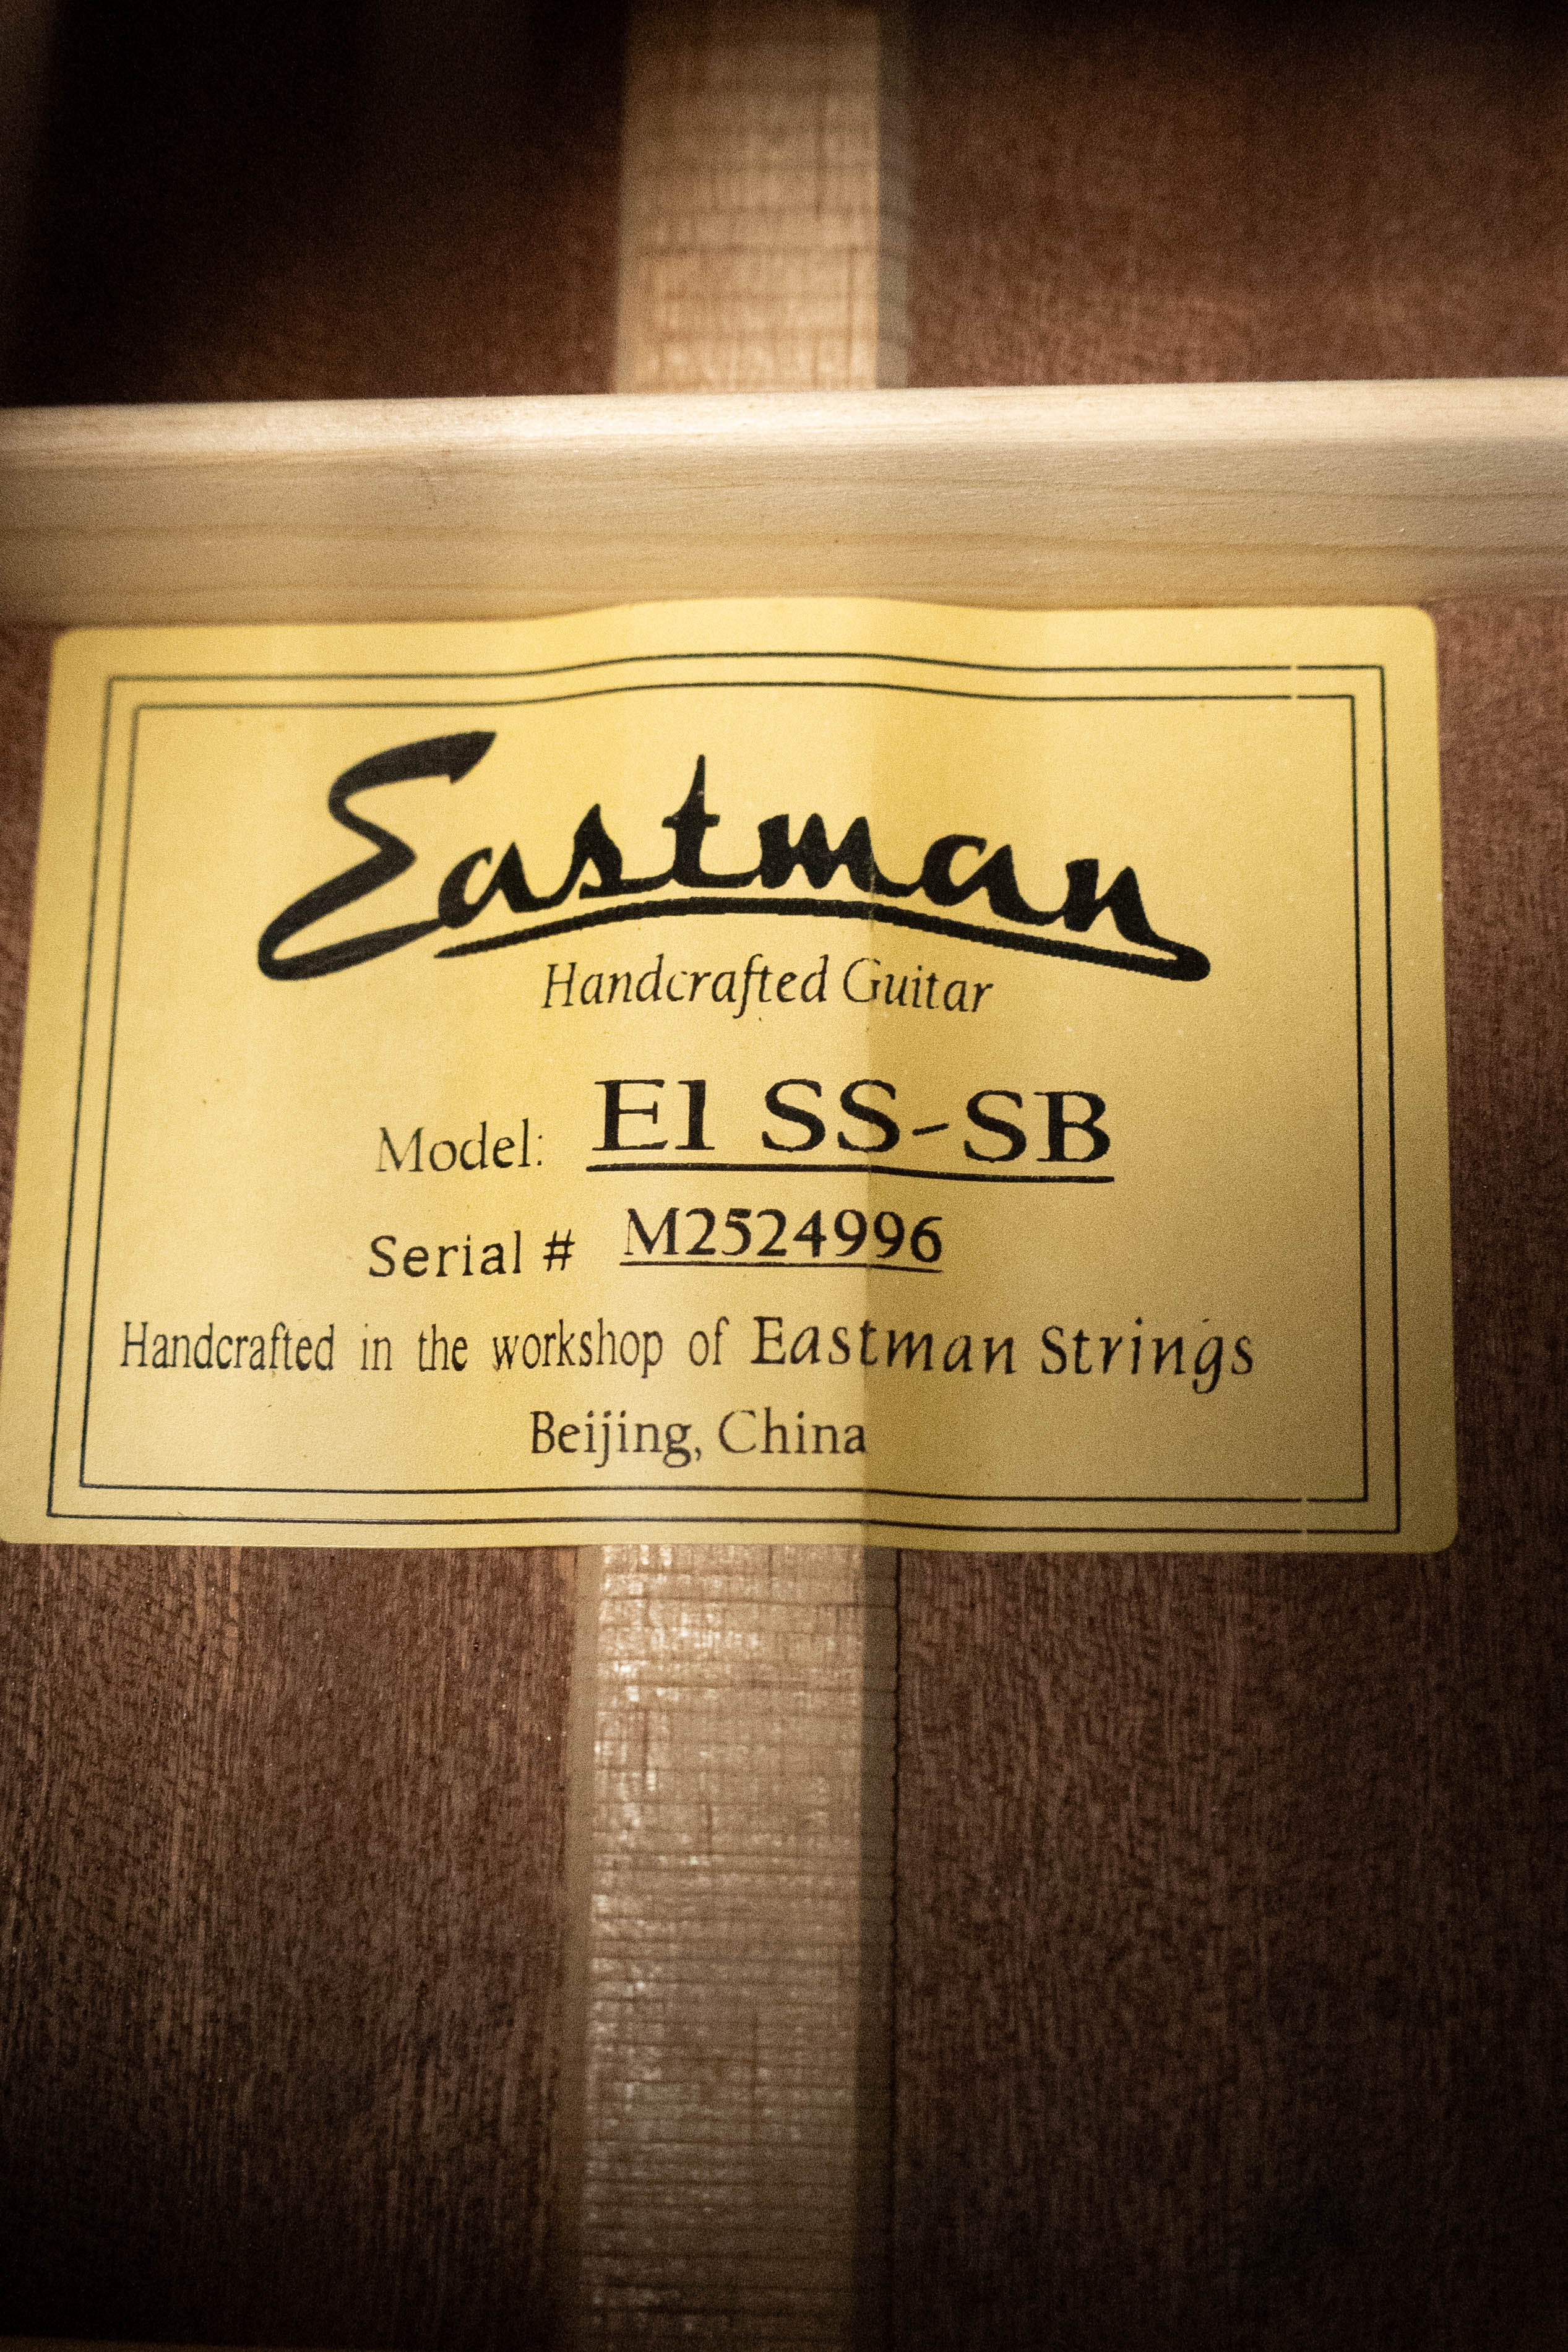 Eastman
Handcrafted Guitar
Model: E1 SS-SB
Serial # M2524996
Handcrafted in the workshop of Eastman Strings
Beijing, China